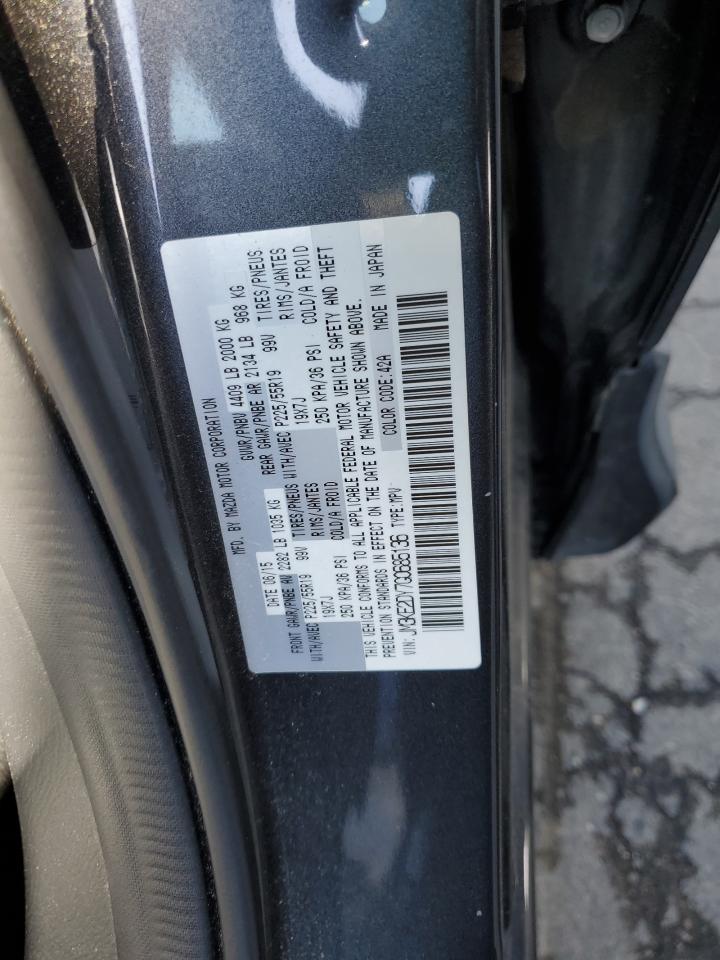 MFD. BY MAZDA MOTOR CORPORATION
DATE 06/15 GVWR/PNBV 4409 LB 2000 KG
FRONT GAWR/PNBE AV 2282 LB 1035 KG REAR GAWR/PNBE AR 2134 LB 968 KG
WITH/AVEC P225/55R19 99V TIRES/PNEUS WITH/AVEC P225/55R19 99V TIRES/PNEUS
19X7J RIMS/JANTES 19X7J RIMS/JANTES
250 KPA/36 PSI COLD/A FROID 250 KPA/36 PSI COLD/A FROID
THIS VEHICLE CONFORMS TO ALL APPLICABLE FEDERAL MOTOR VEHICLE SAFETY AND THEFT
PREVENTION STANDARDS IN EFFECT ON THE DATE OF MANUFACTURE SHOWN ABOVE.
VIN: JM3KE2DY7G0685136 TYPE:MPV COLOR CODE:42A MADE IN JAPAN